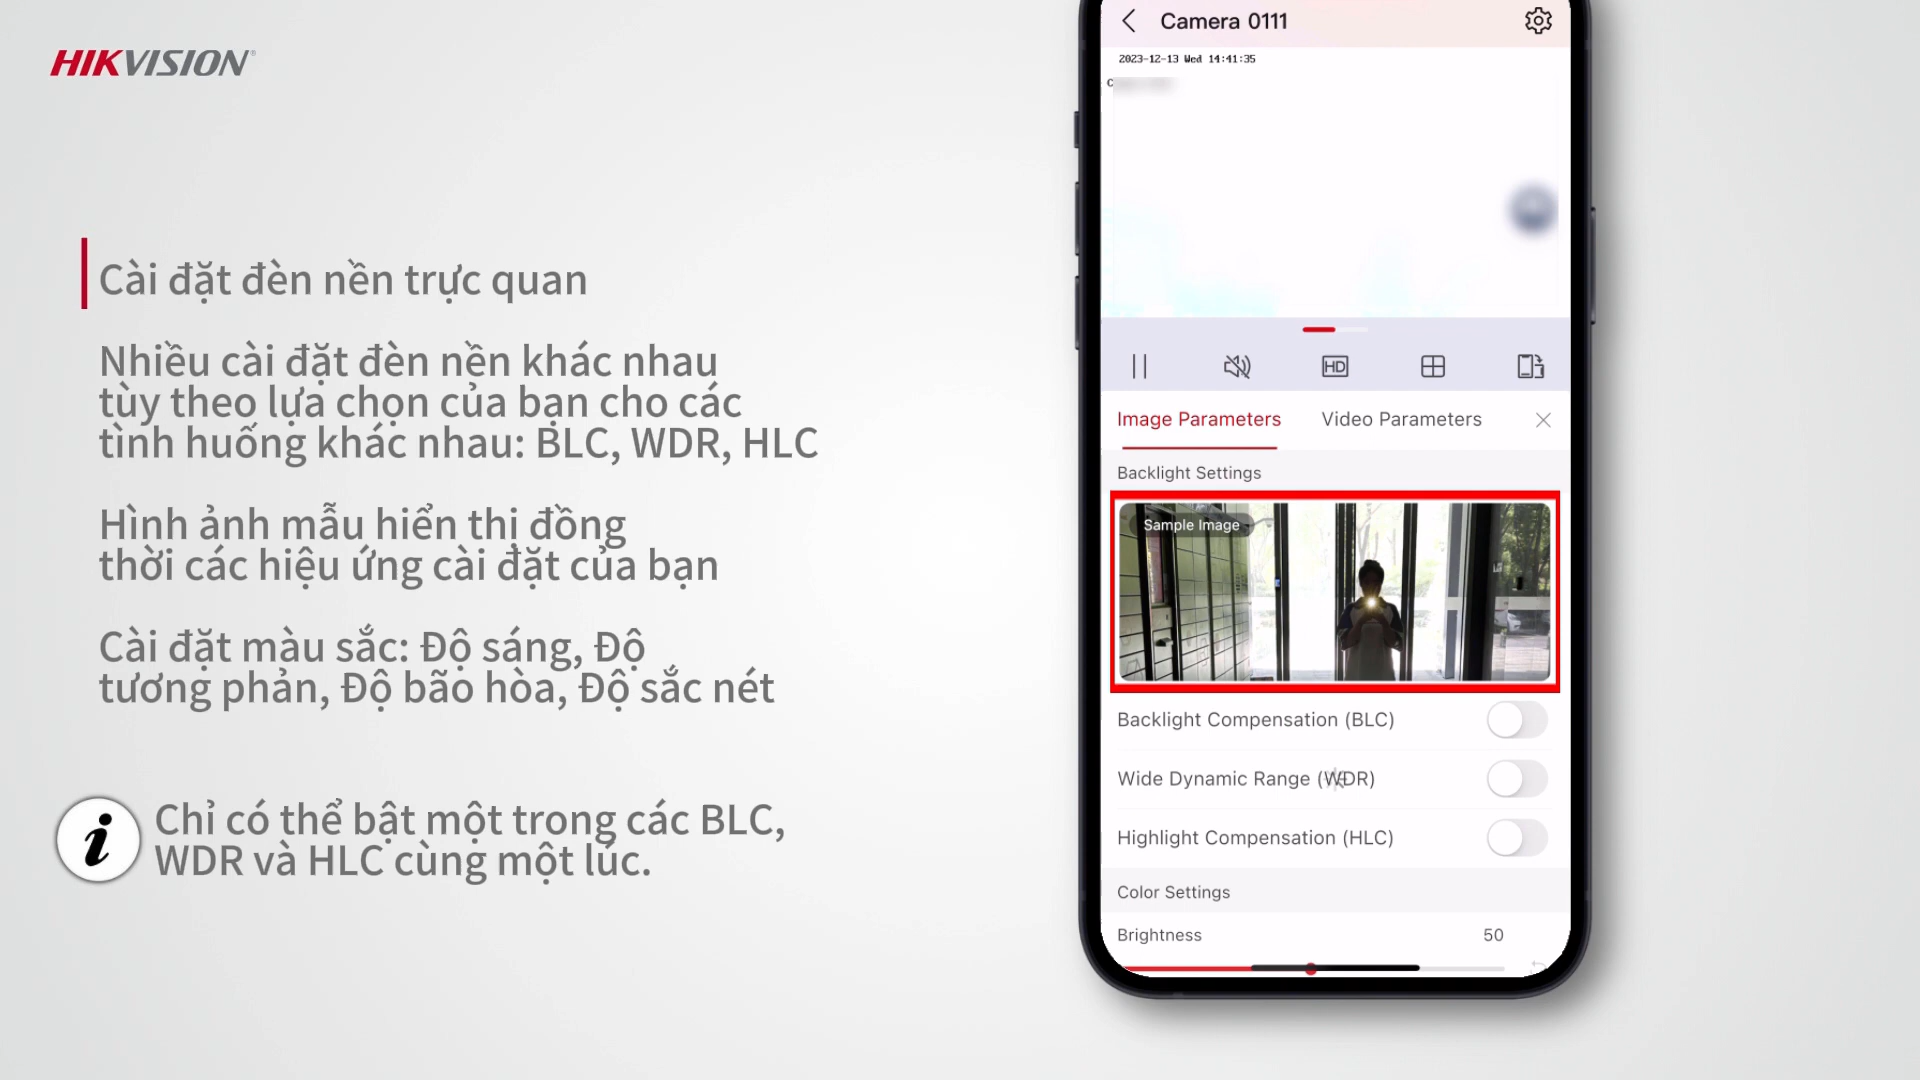 HIKVISION
Cài đặt đèn nền trực quan
Nhiều cài đặt đèn nền khác nhau
tùy theo lựa chọn của bạn cho các
tình huống khác nhau: BLC, WDR, HLC
Hình ảnh mẫu hiển thị đồng
thời các hiệu ứng cài đặt của bạn
Cài đặt màu sắc: Độ sáng, Độ
tương phản, Độ bão hòa, Độ sắc nét
Chỉ có thể bật một trong các BLC,
WDR và HLC cùng một lúc.
Camera 0111
2023-12-13 Wed 14:41:35
HD
Image Parameters Video Parameters
Backlight Settings
Sample Image
Backlight Compensation (BLC)
Wide Dynamic Range (WDR)
Highlight Compensation (HLC)
Color Settings
Brightness 50